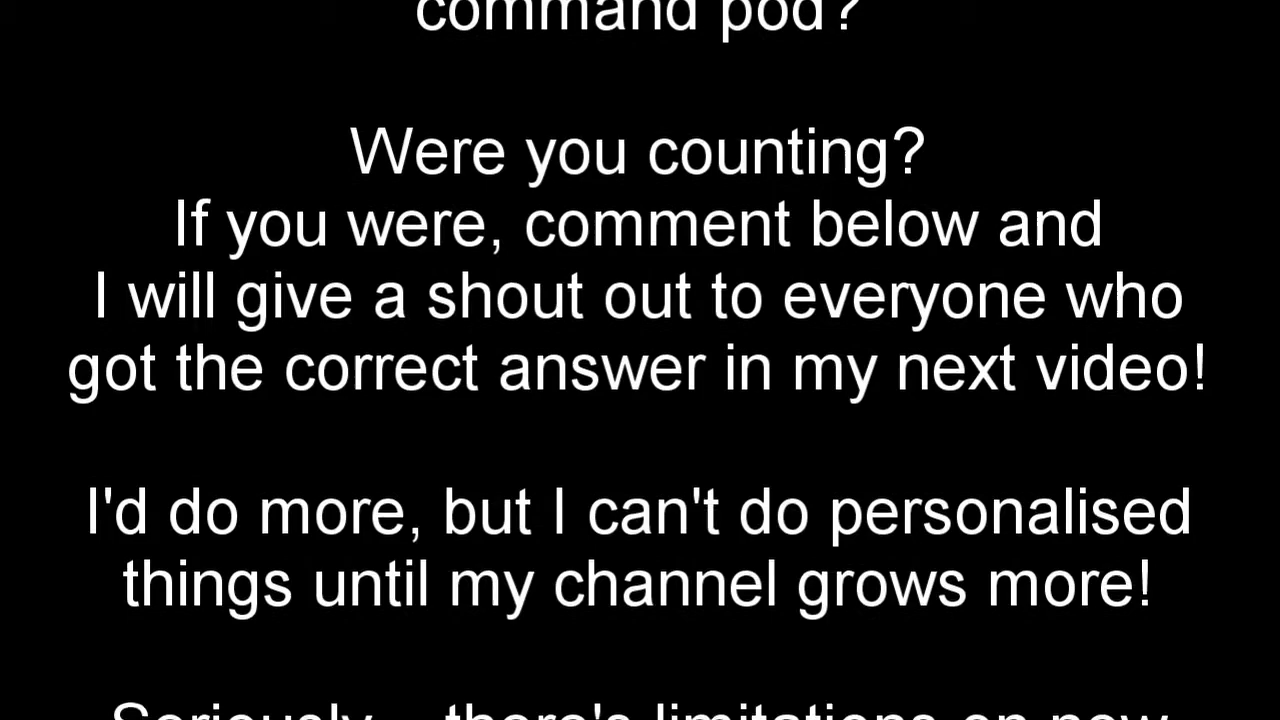 command pod?
Were you counting?
If you were, comment below and
I will give a shout out to everyone who
got the correct answer in my next video!
I'd do more, but I can't do personalised
things until my channel grows more!
Seriously... there's limitations on new